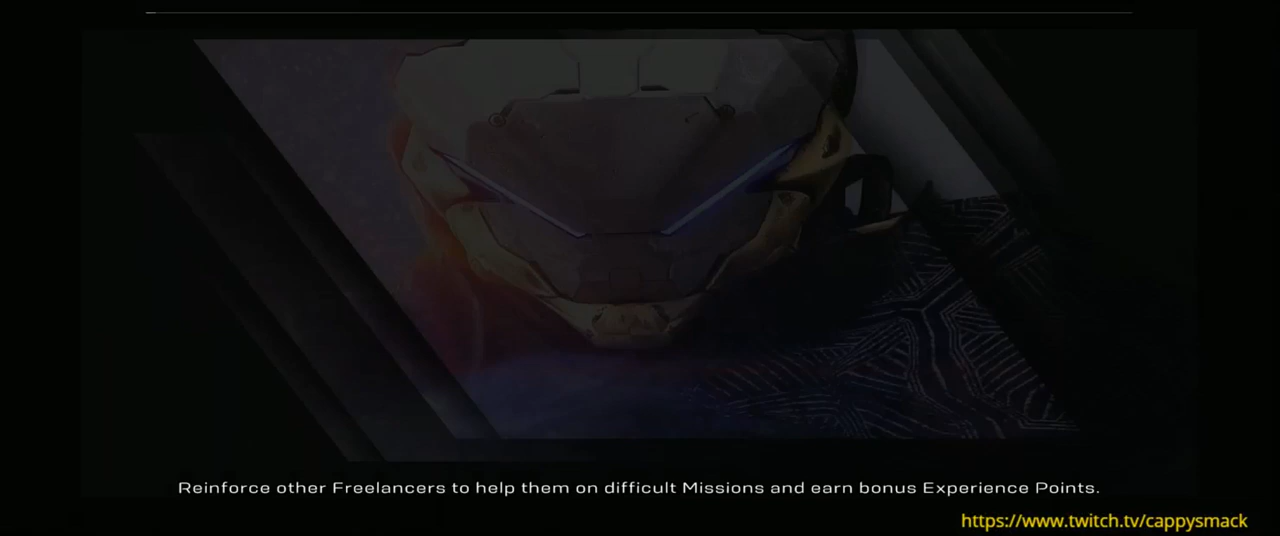 Reinforce other Freelancers to help them on difficult Missions and earn bonus Experience Points.
https://www.twitch.tv/cappysmack